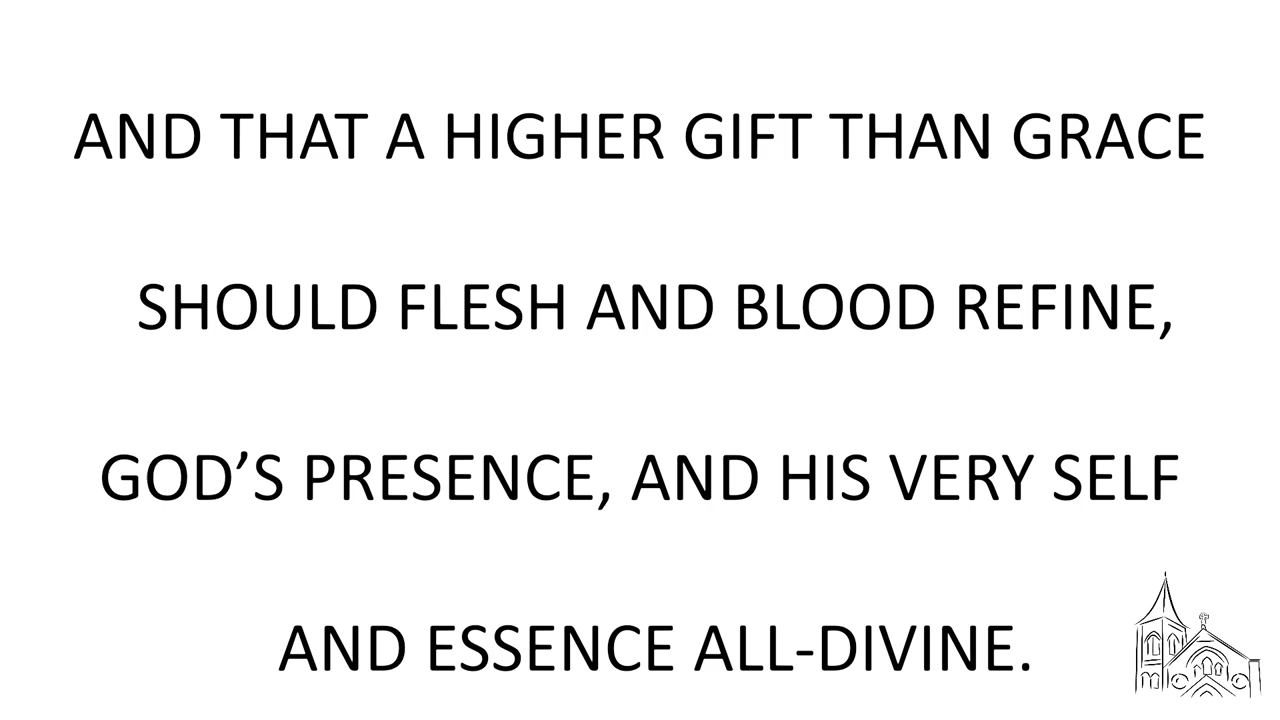 AND THAT A HIGHER GIFT THAN GRACE
SHOULD FLESH AND BLOOD REFINE,
GOD’S PRESENCE, AND HIS VERY SELF
AND ESSENCE ALL-DIVINE.